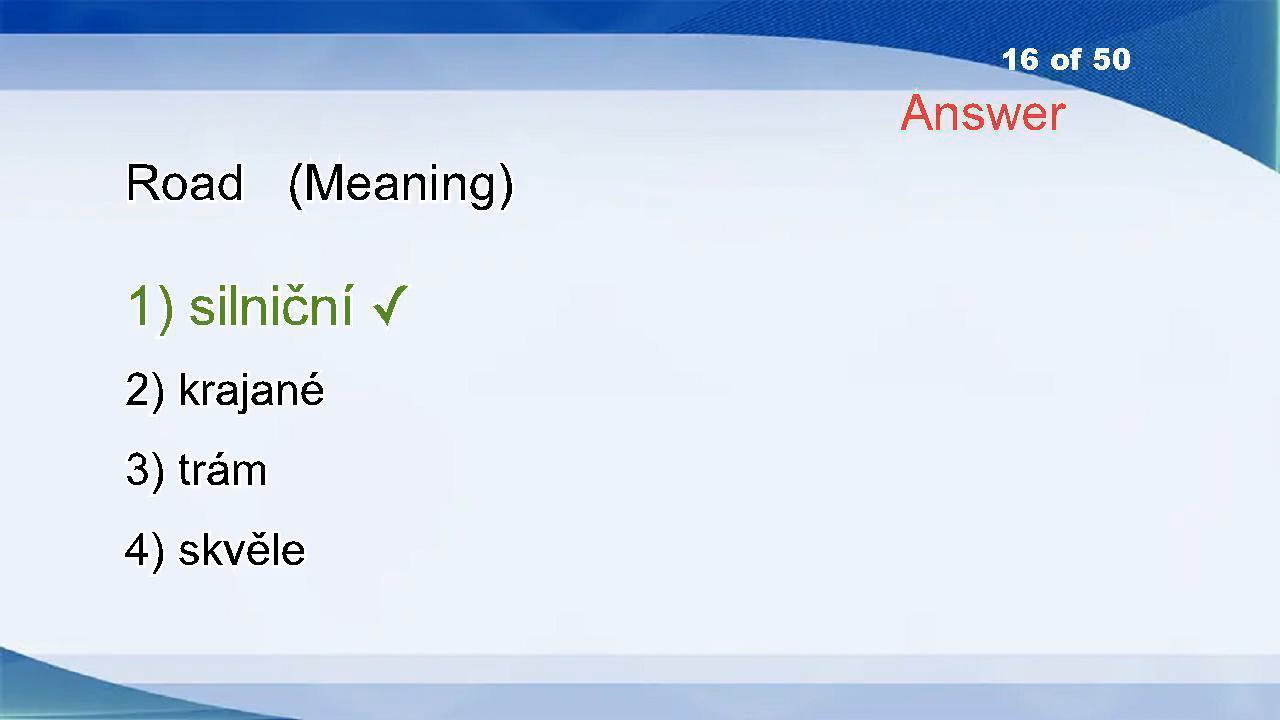 16 of 50
Answer
Road (Meaning)
1) silniční ✓
2) krajané
3) trám
4) skvěle